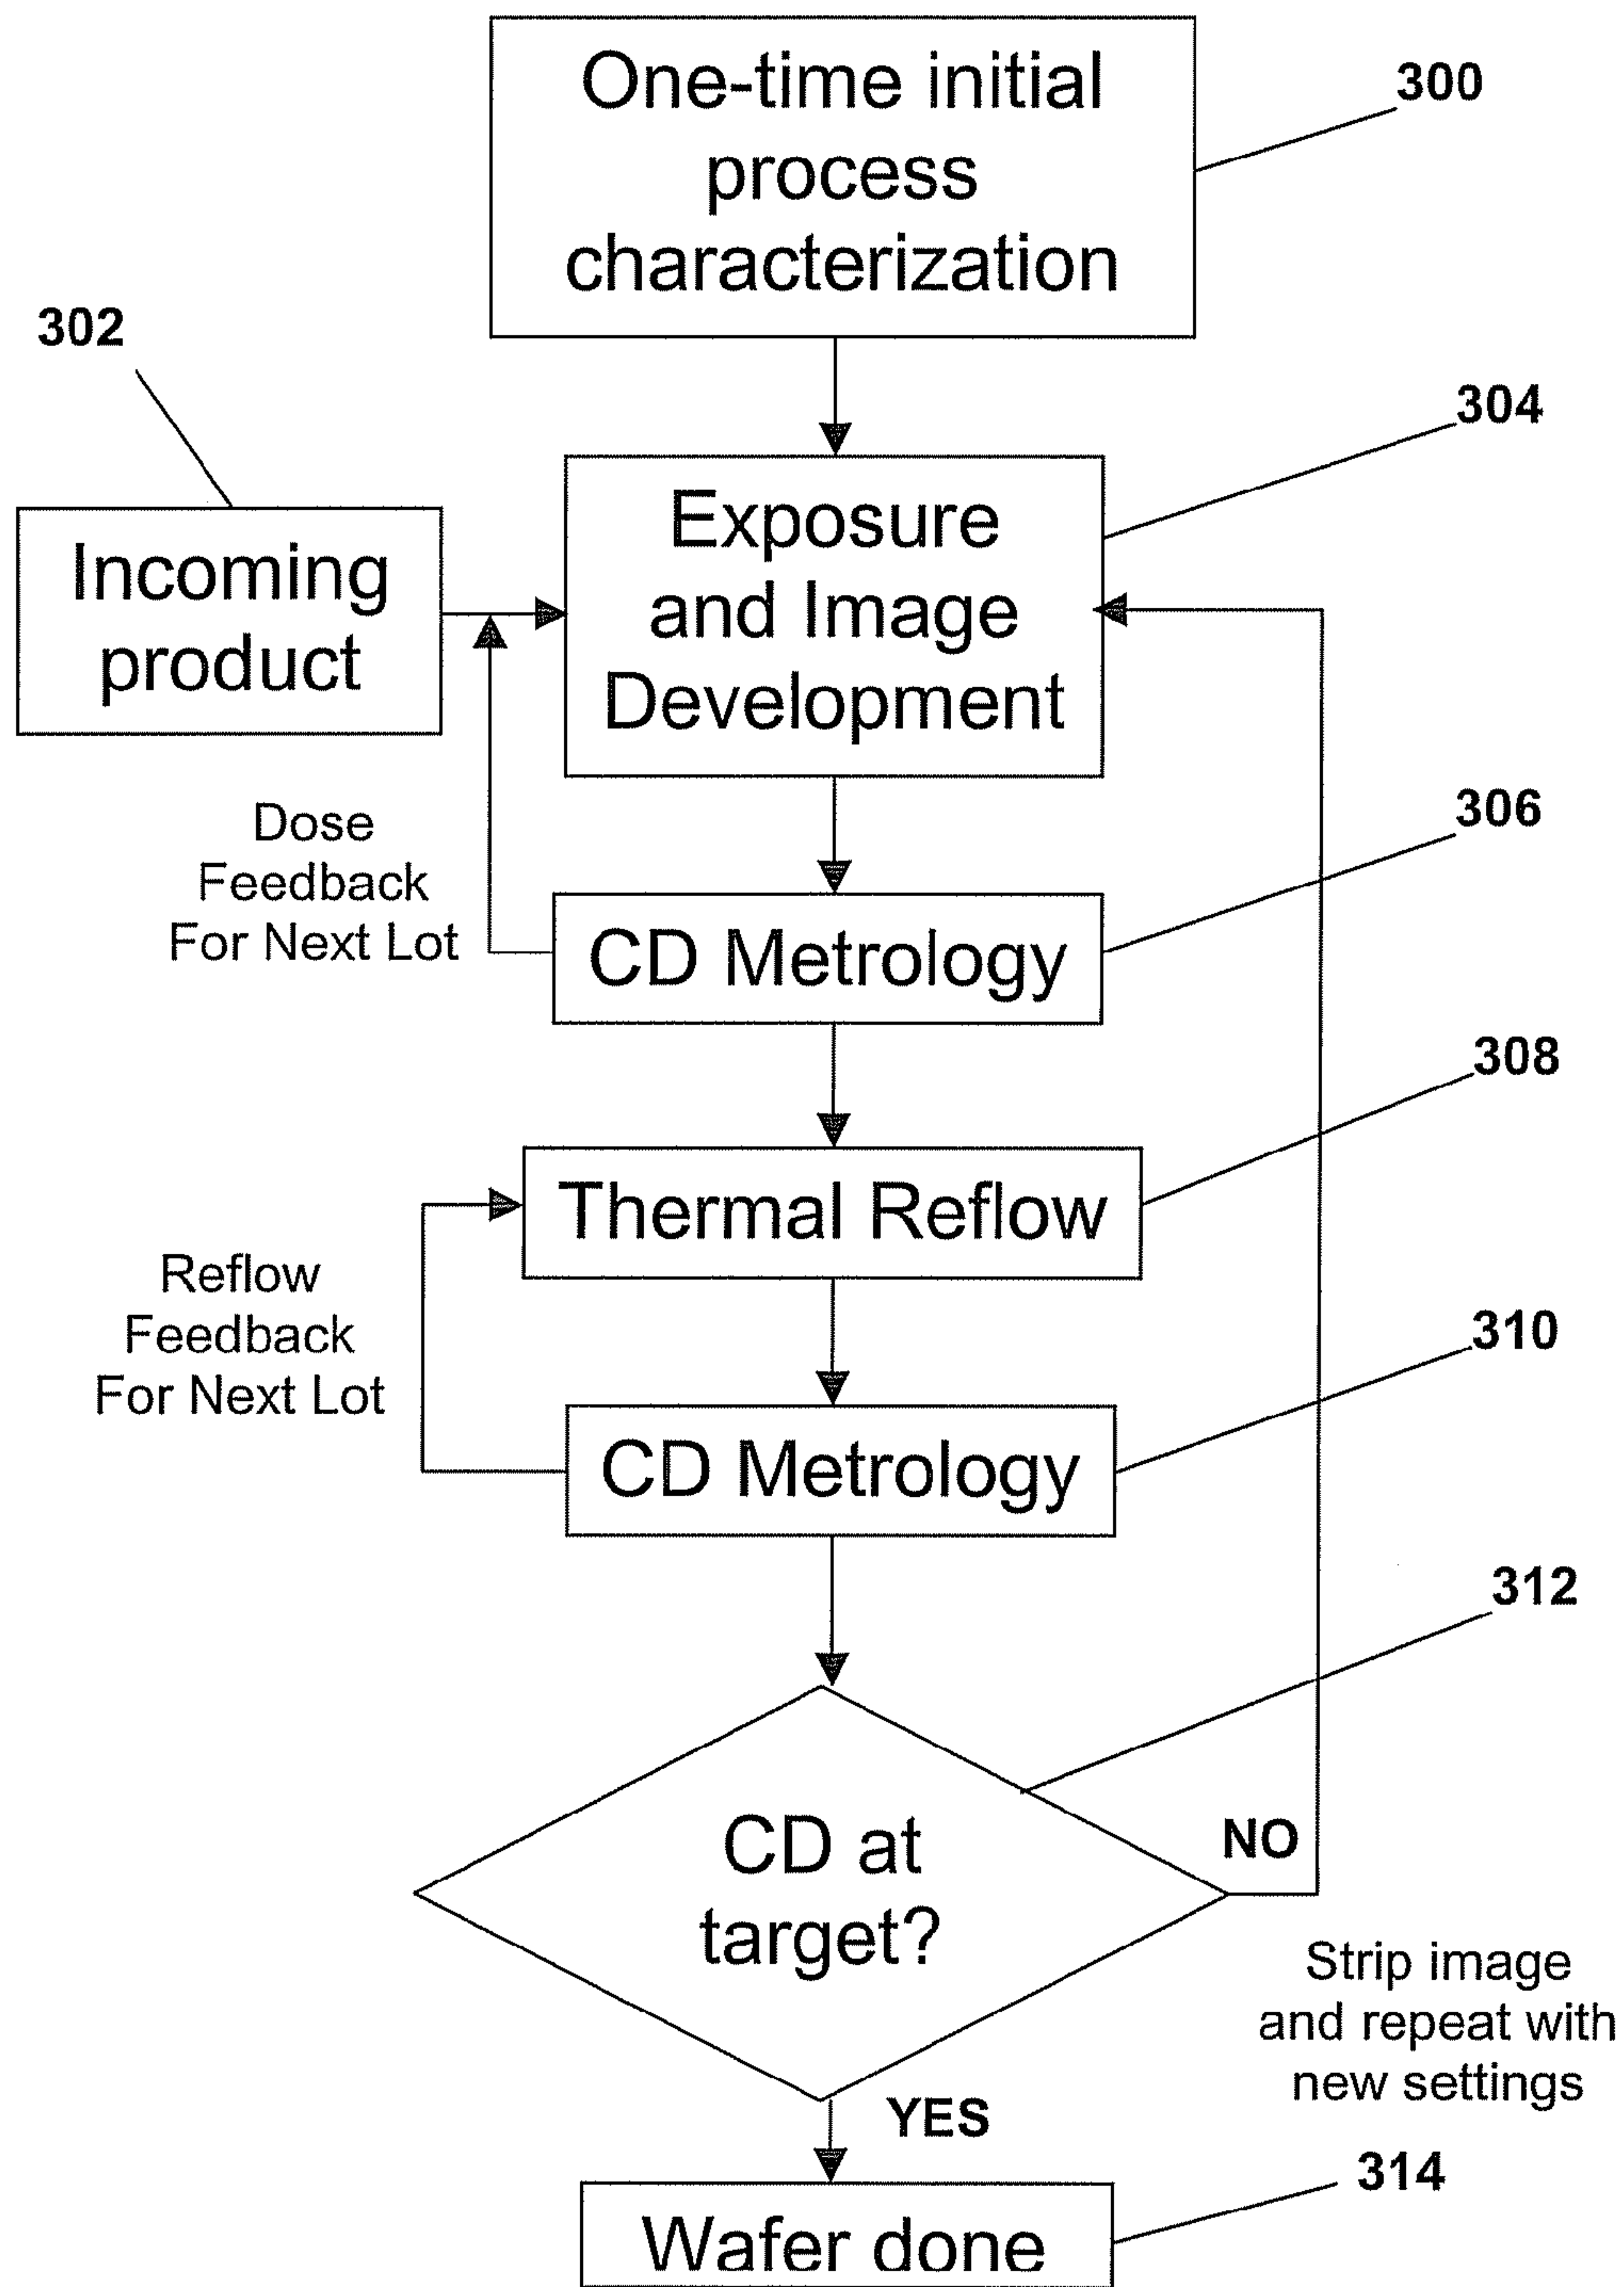 One-time initial
process
characterization
300
302
304
Incoming
product
Exposure
and Image
Development
Dose
Feedback
For Next Lot
306
CD Metrology
308
Thermal Reflow
Reflow
Feedback
For Next Lot
310
CD Metrology
312
CD at
target?
NO
Strip image
and repeat with
new settings
YES
314
Wafer done